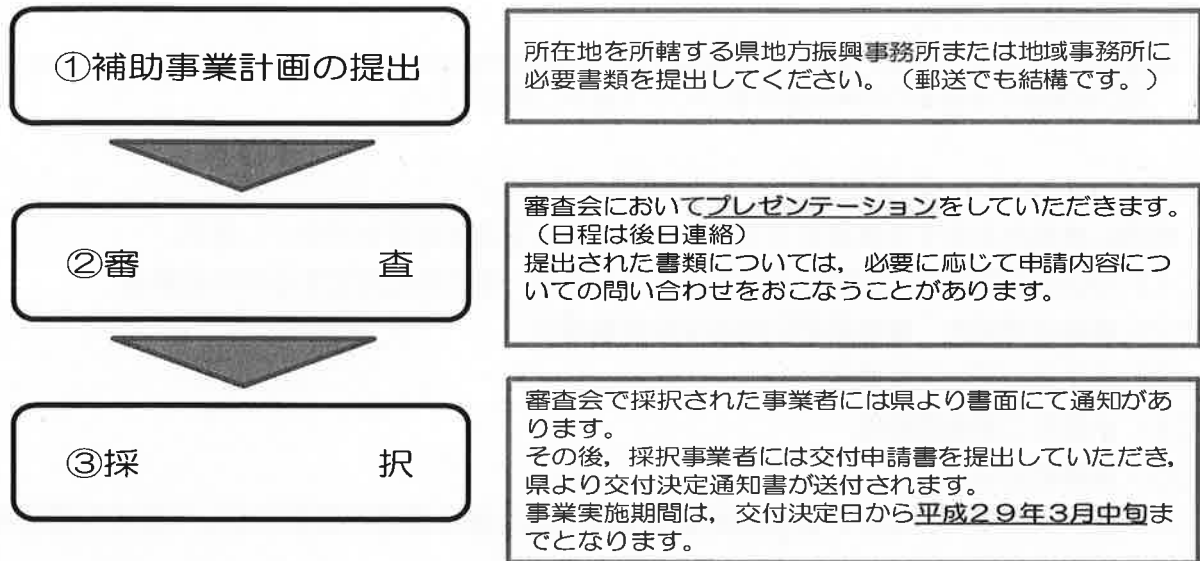 ①補助事業計画の提出
所在地を所轄する県地方振興事務所または地域事務所に
必要書類を提出してください。（郵送でも結構です。）
②審　　　査
審査会においてプレゼンテーションをしていただきます。
（日程は後日連絡）
提出された書類については，必要に応じて申請内容につ
いての問い合わせをおこなうことがあります。
③採　　　択
審査会で採択された事業者には県より書面にて通知があ
ります。
その後，採択事業者には交付申請書を提出していただき，
県より交付決定通知書が送付されます。
事業実施期間は，交付決定日から平成２９年３月中旬ま
でとなります。